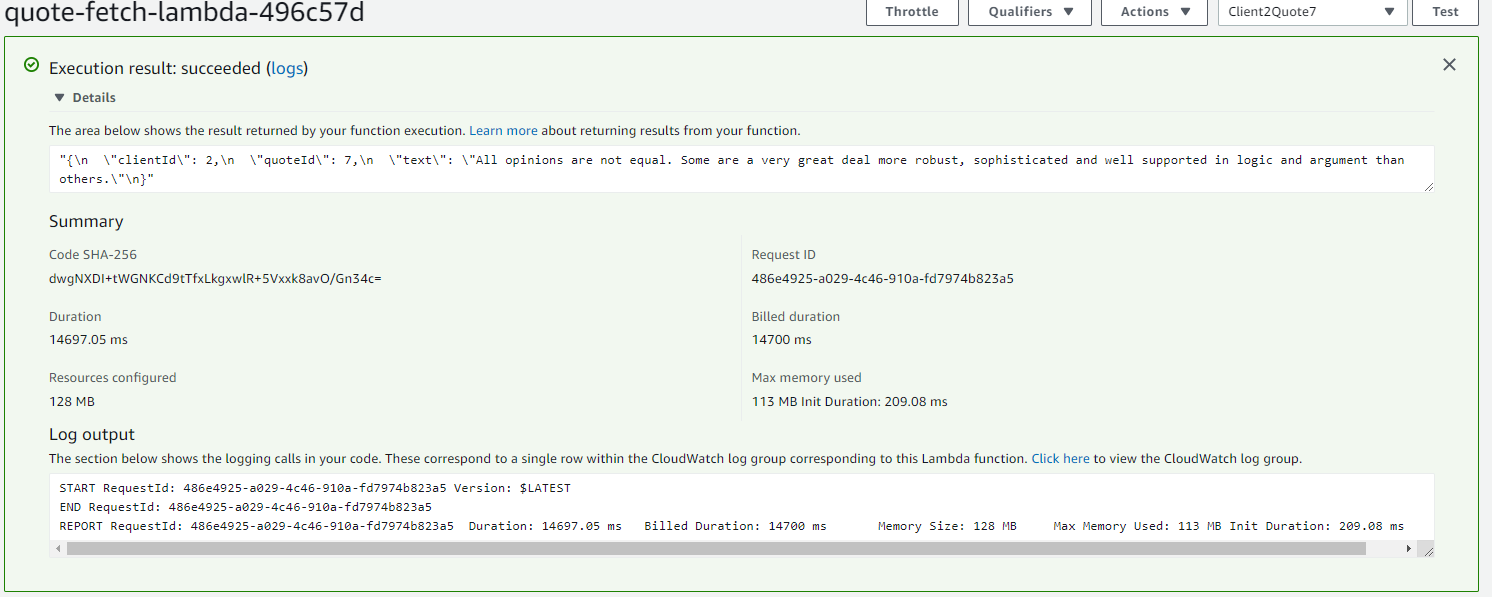 quote-fetch-lambda-496c57d
Throttle
Qualifiers
Actions
Client2Quote7
Test
Execution result: succeeded (logs)
Details
The area below shows the result returned by your function execution. Learn more about returning results from your function.
"{\n  \"clientId\": 2,\n  \"quoteId\": 7,\n  \"text\": \"All opinions are not equal. Some are a very great deal more robust, sophisticated and well supported in logic and argument than
others.\"\n}"
Summary
Code SHA-256
dwgNXDI+tWGNKCd9tTfxLkgxwlR+5Vxxk8avO/Gn34c=
Request ID
486e4925-a029-4c46-910a-fd7974b823a5
Duration
14697.05 ms
Billed duration
14700 ms
Resources configured
128 MB
Max memory used
113 MB Init Duration: 209.08 ms
Log output
The section below shows the logging calls in your code. These correspond to a single row within the CloudWatch log group corresponding to this Lambda function. Click here to view the CloudWatch log group.
START RequestId: 486e4925-a029-4c46-910a-fd7974b823a5 Version: $LATEST
END RequestId: 486e4925-a029-4c46-910a-fd7974b823a5
REPORT RequestId: 486e4925-a029-4c46-910a-fd7974b823a5  Duration: 14697.05 ms   Billed Duration: 14700 ms       Memory Size: 128 MB     Max Memory Used: 113 MB Init Duration: 209.08 ms